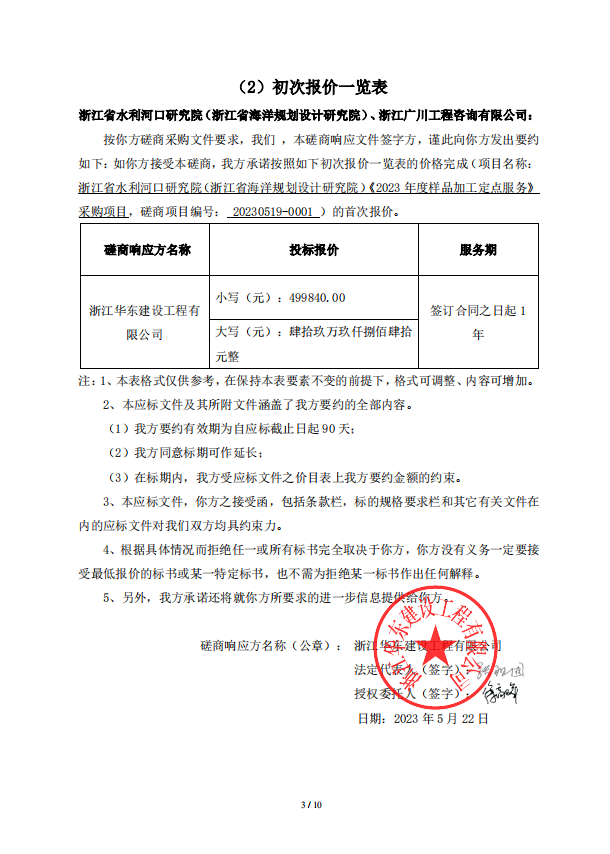 （2）初次报价一览表
浙江省水利河口研究院（浙江省海洋规划设计研究院）、浙江广川工程咨询有限公司：
按你方磋商采购文件要求，我们 ，本磋商响应文件签字方，谨此向你方发出要约
如下：如你方接受本磋商，我方承诺按照如下初次报价一览表的价格完成（项目名称：
浙江省水利河口研究院（浙江省海洋规划设计研究院）《2023 年度样品加工定点服务》
采购项目，磋商项目编号： 20230519-0001 ）的首次报价。
磋商响应方名称 投标报价 服务期
浙江华东建设工程有
限公司
小写（元）：499840.00
大写（元）：肆拾玖万玖仟捌佰肆拾
元整
签订合同之日起 1
年
注：1、本表格式仅供参考，在保持本表要素不变的前提下，格式可调整、内容可增加。
2、本应标文件及其所附文件涵盖了我方要约的全部内容。
（1）我方要约有效期为自应标截止日起 90 天；
（2）我方同意标期可作延长；
（3）在标期内，我方受应标文件之价目表上我方要约金额的约束。
3、本应标文件，你方之接受函，包括条款栏，标的规格要求栏和其它有关文件在
内的应标文件对我们双方均具约束力。
4、根据具体情况而拒绝任一或所有标书完全取决于你方，你方没有义务一定要接
受最低报价的标书或某一特定标书，也不需为拒绝某一标书作出任何解释。
5、另外，我方承诺还将就你方所要求的进一步信息提供给你方。
磋商响应方名称（公章）： 浙江华东建设工程有限公司
法定代表人（签字）：
授权委托人（签字）：
日期：2023 年 5 月 22 日
浙江华东建设工程有限公司
3 / 10